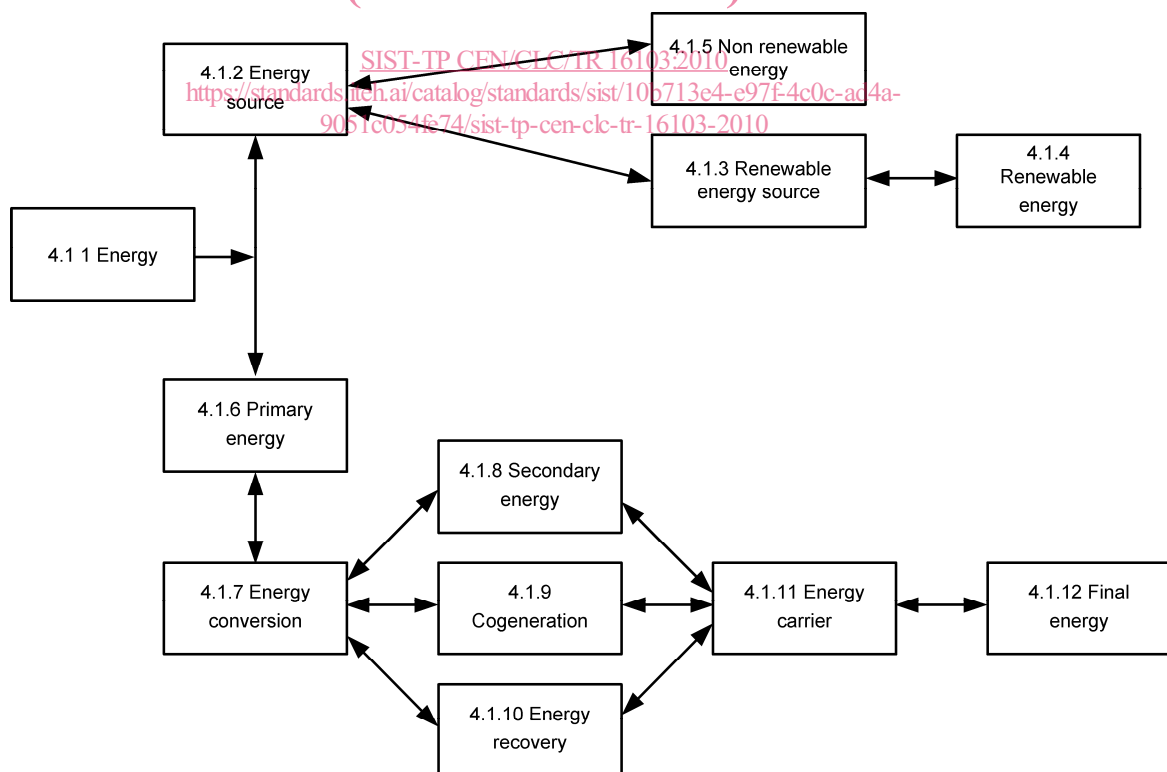 4.1.5 Non renewable
energy
SIST-TP CEN/CLC/TR 16103:2010
4.1.2 Energy
source
https://standards.iteh.ai/catalog/standards/sist/10b713e4-e97f-4c0c-ad4a-
9051c054fe74/sist-tp-cen-clc-tr-16103-2010
4.1.3 Renewable
energy source
4.1.4
Renewable
energy
4.1 1 Energy
4.1.6 Primary
energy
4.1.8 Secondary
energy
4.1.7 Energy
conversion
4.1.9
Cogeneration
4.1.11 Energy
carrier
4.1.12 Final
energy
4.1.10 Energy
recovery